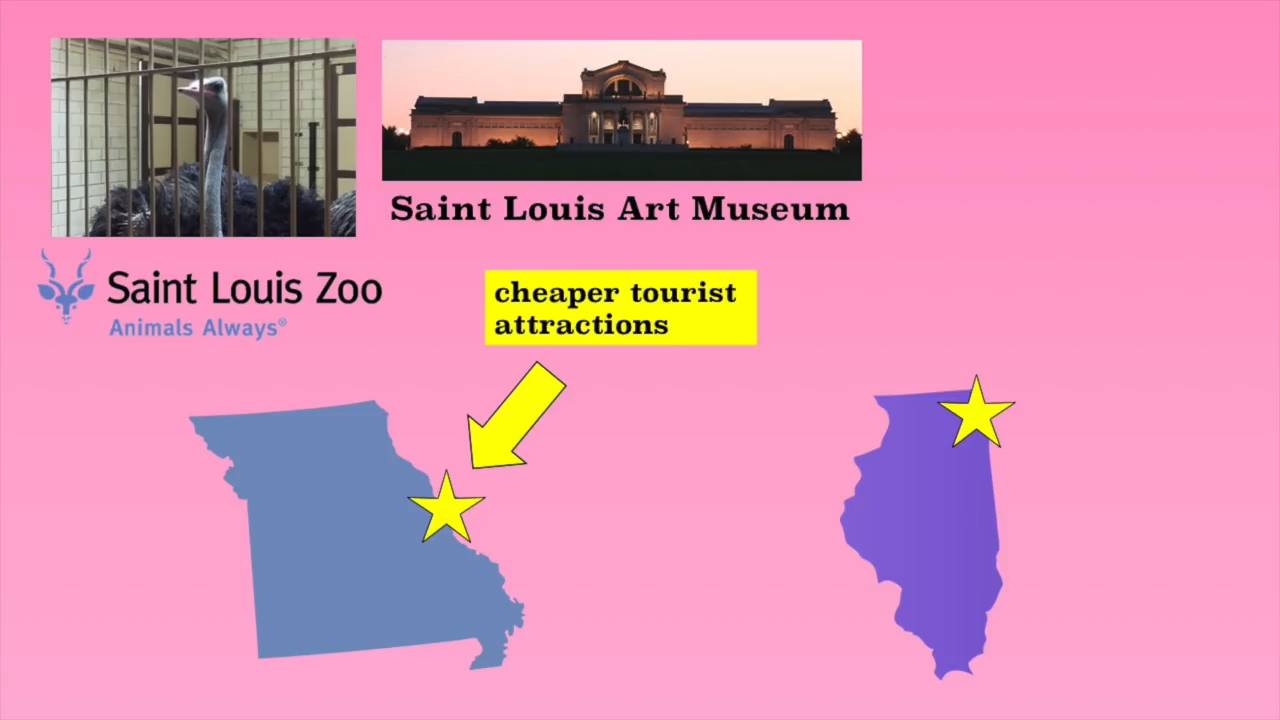 Saint Louis Art Museum
Saint Louis Zoo
Animals Always®
cheaper tourist
attractions